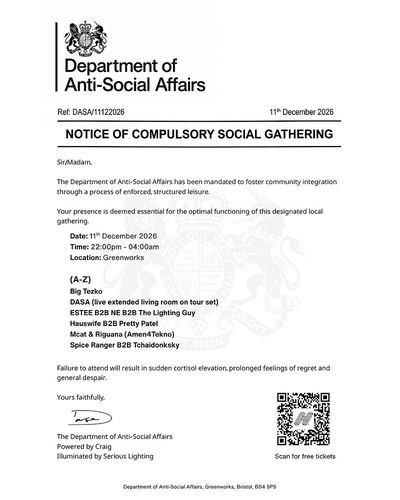 Department of
Anti-Social Affairs
Ref: DASA/11122026
11th December 2026
NOTICE OF COMPULSORY SOCIAL GATHERING
Sir/Madam,
The Department of Anti-Social Affairs has been mandated to foster community integration
through a process of enforced, structured leisure.
Your presence is deemed essential for the optimal functioning of this designated local
gathering.
Date: 11th December 2026
Time: 22:00pm - 04:00am
Location: Greenworks
(A-Z)
Big Tezko
DASA (live extended living room on tour set)
ESTEE B2B NE B2B The Lighting Guy
Hauswife B2B Pretty Patel
Mcat & Riguana (Amen4Tekno)
Spice Ranger B2B Tchaidonksky
Failure to attend will result in sudden cortisol elevation, prolonged feelings of regret and
general despair.
Yours faithfully,
The Department of Anti-Social Affairs
Powered by Craig
Illuminated by Serious Lighting
Scan for free tickets
Department of Anti-Social Affairs, Greenworks, Bristol, BS4 5PS